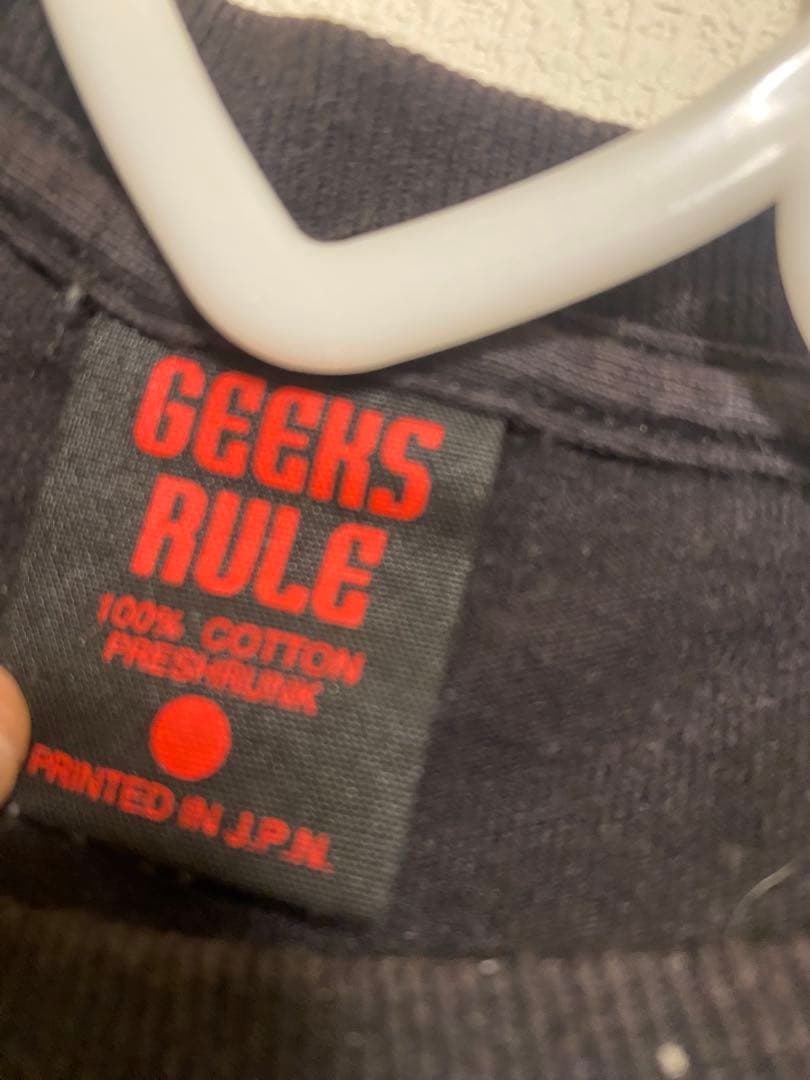 GEEKS
RULE
100% COTTON
PRESHRUNK
PRINTED IN J.P.N.